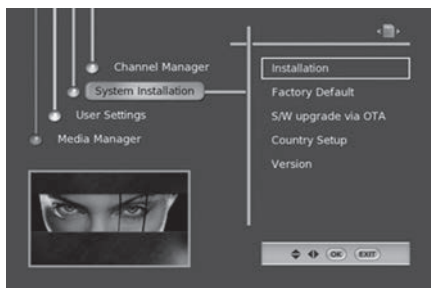 Channel Manager
System Installation
User Settings
Media Manager
Installation
Factory Default
S/W upgrade via OTA
Country Setup
Version
OK EXIT